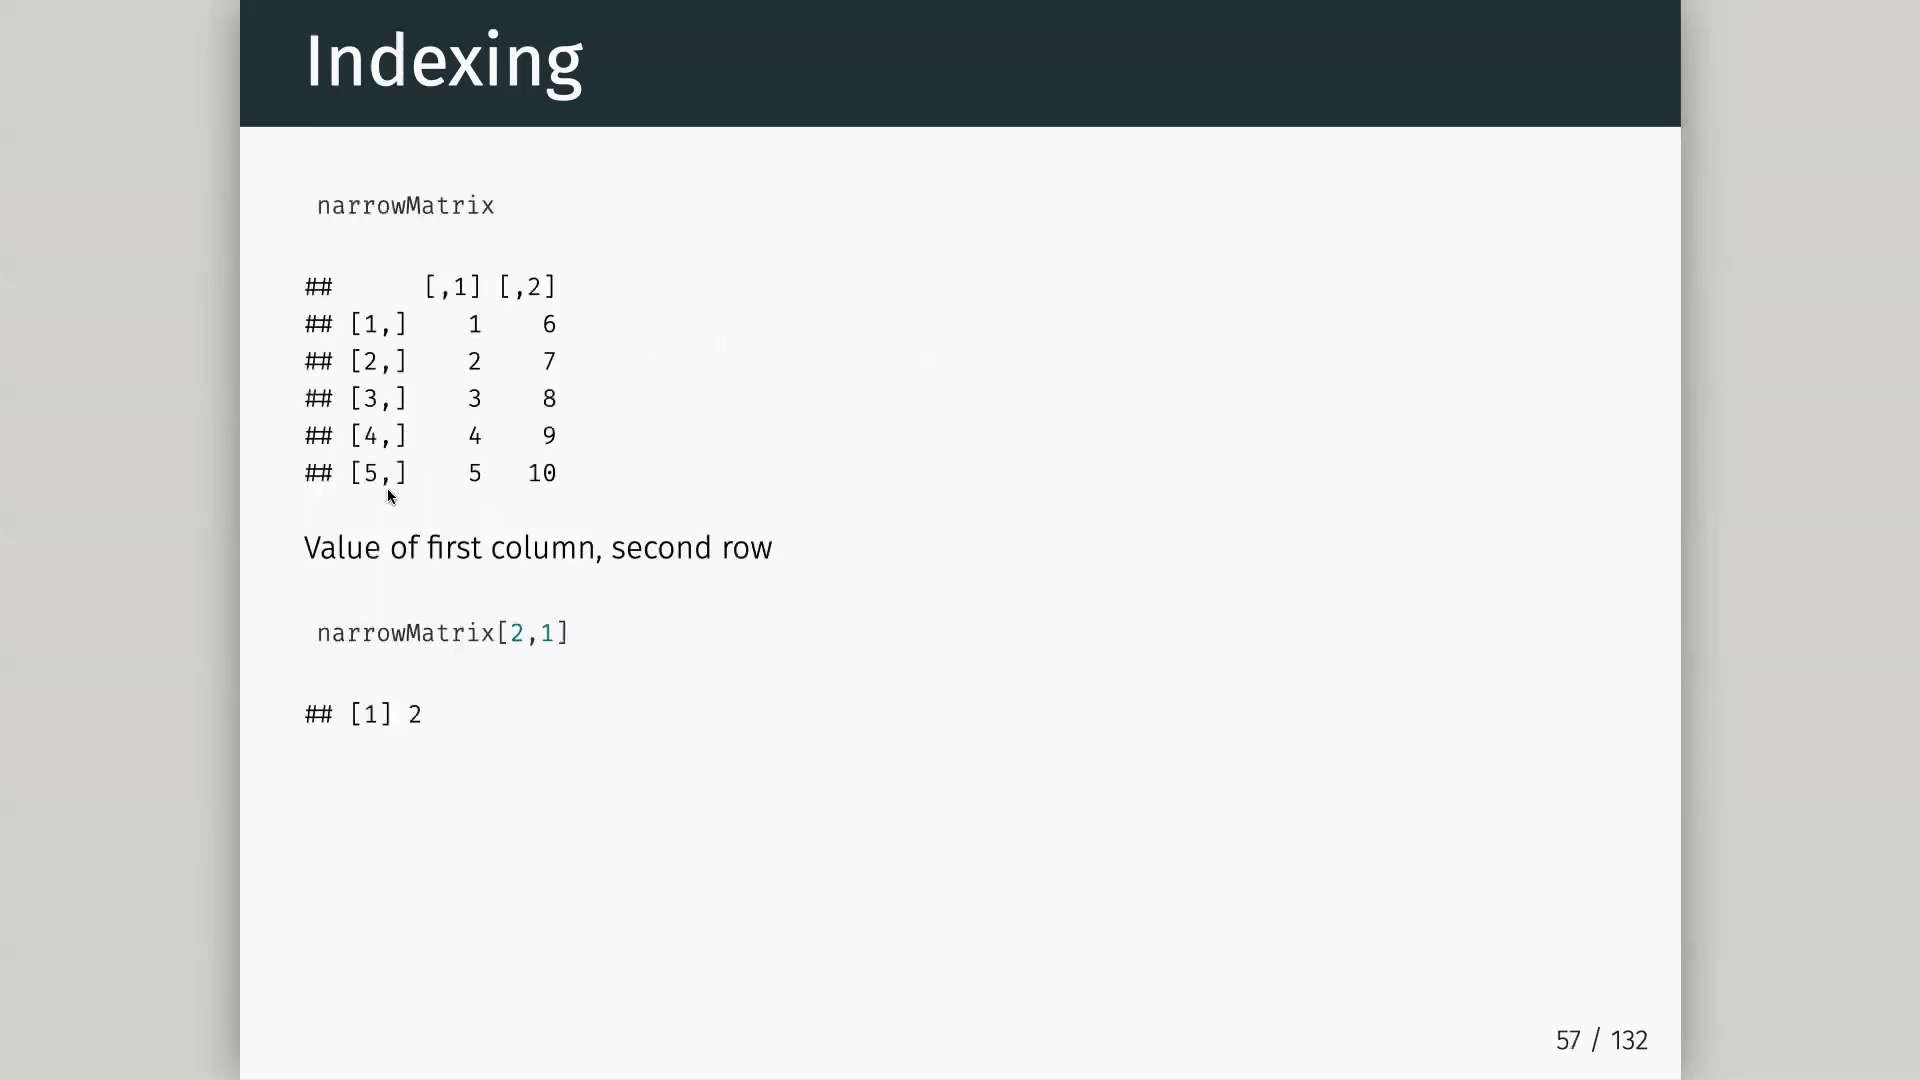 Indexing
narrowMatrix
##      [,1] [,2]
## [1,]    1    6
## [2,]    2    7
## [3,]    3    8
## [4,]    4    9
## [5,]    5   10
Value of first column, second row
narrowMatrix[2,1]
## [1] 2
57 / 132